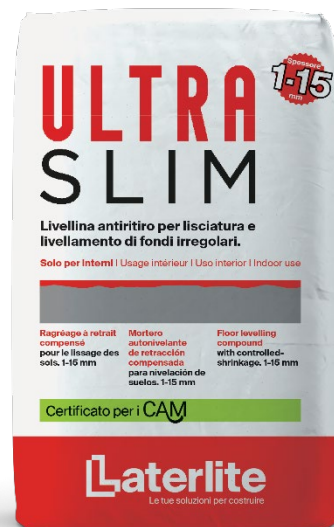 ULTRA
SLIM
Spessore
1-15
mm
Livellina antiritiro per lisciatura e
livellamento di fondi irregolari.
Solo per interni | Usage intérieur | Uso interior | Indoor use
Ragréage à retrait
compensé
pour le lissage des
sols. 1-15 mm
Mortero
autonivelante
de retracción
compensada
para nivelación de
suelos. 1-15 mm
Floor levelling
compound
with controlled-
shrinkage. 1-15 mm
Certificato per i CAM
Laterlite
Le tue soluzioni per costruire